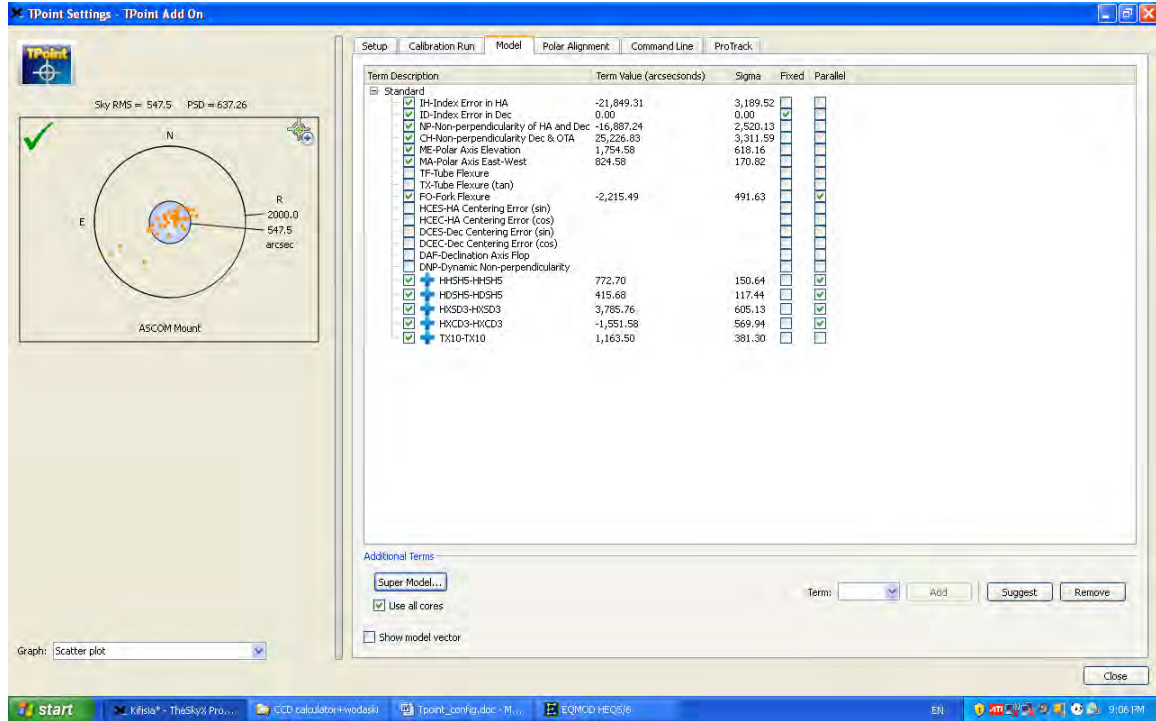 TPoint Settings - TPoint Add On
TPoint
Sky RMS = 547.5 PSD = 637.26
N
E
R
2000.0
547.5
arcsec
ASCOM Mount
Graph: Scatter plot
Setup Calibration Run Model Polar Alignment Command Line ProTrack
Term Description Term Value (arcsecsonds) Sigma Fixed Parallel
Standard
IH-Index Error in HA -21,849.31 3,189.52
ID-Index Error in Dec 0.00 0.00
NP-Non-perpendicularity of HA and Dec -16,887.24 2,520.13
CH-Non-perpendicularity Dec & OTA 25,226.83 3,311.59
ME-Polar Axis Elevation 1,754.58 618.16
MA-Polar Axis East-West 824.58 170.82
TF-Tube Flexure
TX-Tube Flexure (tan)
FO-Fork Flexure -2,215.49 491.63
HCES-HA Centering Error (sin)
HCEC-HA Centering Error (cos)
DCES-Dec Centering Error (sin)
DCEC-Dec Centering Error (cos)
DAF-Declination Axis Flop
DNP-Dynamic Non-perpendicularity
HHSH5-HHSH5 772.70 150.64
HDSH5-HDSH5 415.68 117.44
HXSD3-HXSD3 3,785.76 605.13
HXCD3-HXCD3 -1,551.58 569.94
TX10-TX10 1,163.50 381.30
Additional Terms
Super Model...
Use all cores
Term: Add Suggest Remove
Show model vector
Close
start Kifisia* - TheSkyX Pro... CCD calculator+wodaski Tpoint_config.doc - M... EQMOD HEQ5/6 EN 9:06 PM